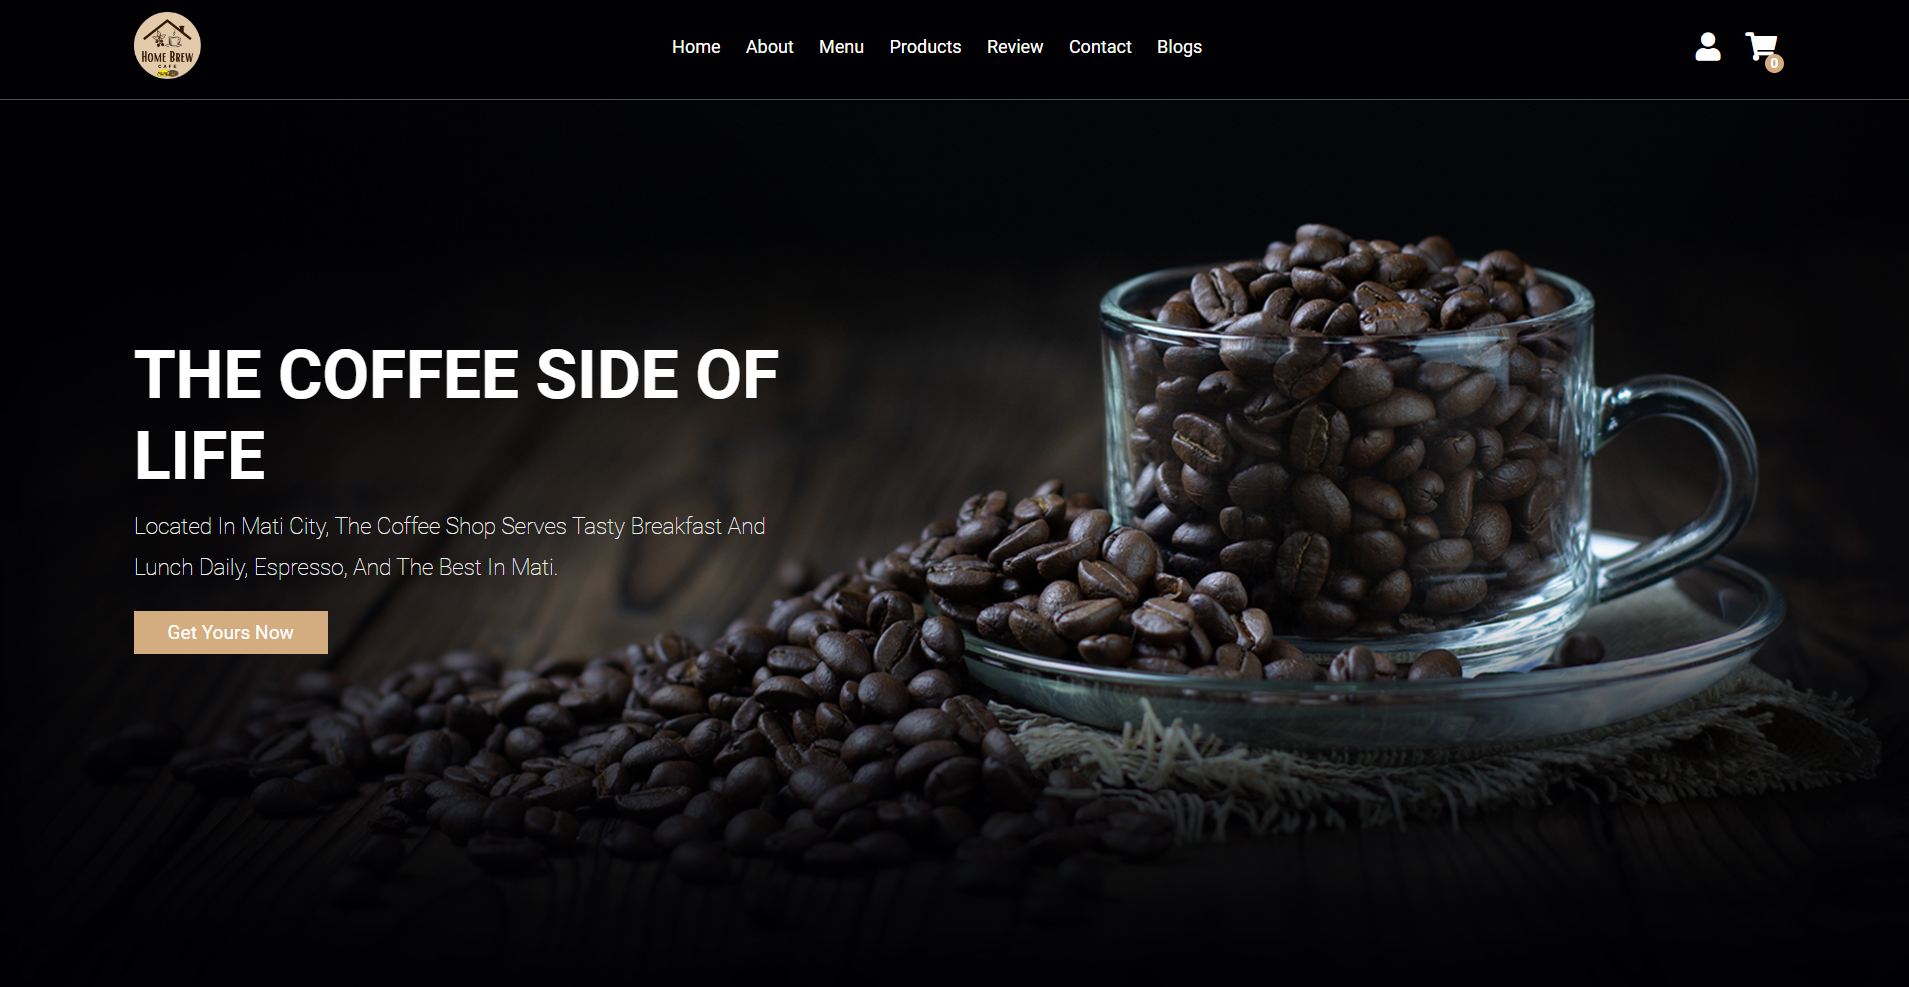 HOME BREW
CAFE
Home
About
Menu
Products
Review
Contact
Blogs
0
THE COFFEE SIDE OF
LIFE
Located In Mati City, The Coffee Shop Serves Tasty Breakfast And
Lunch Daily, Espresso, And The Best In Mati.
Get Yours Now